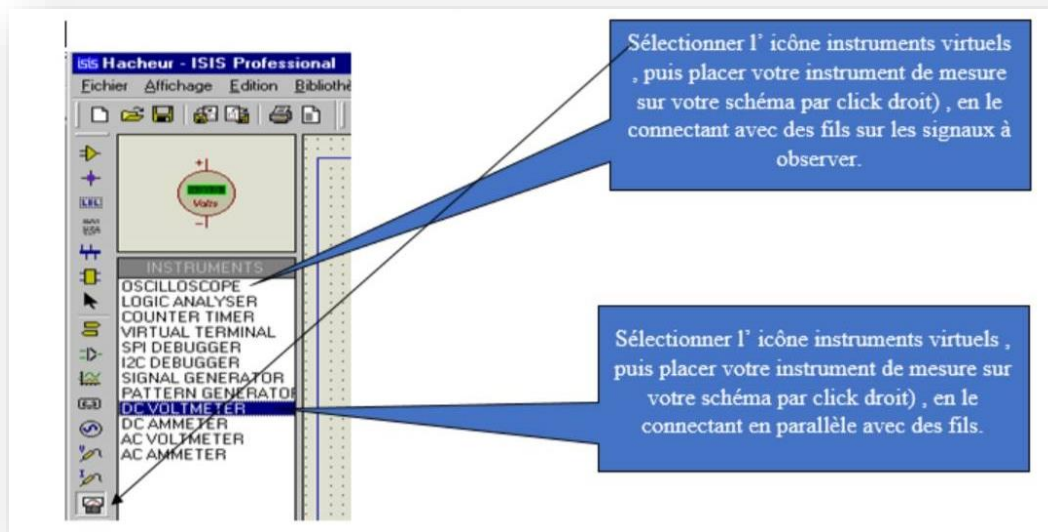 isis Hacheur - ISIS Professional
Fichier Affichage Edition Bibliothè
Volts
INSTRUMENTS
OSCILLOSCOPE
LOGIC ANALYSER
COUNTER TIMER
VIRTUAL TERMINAL
SPI DEBUGGER
I2C DEBUGGER
SIGNAL GENERATOR
PATTERN GENERATOR
DC VOLTMETER
DC AMMETER
AC VOLTMETER
AC AMMETER
Sélectionner l’ icône instruments virtuels
, puis placer votre instrument de mesure
sur votre schéma par click droit) , en le
connectant avec des fils sur les signaux à
observer.
Sélectionner l’ icône instruments virtuels ,
puis placer votre instrument de mesure sur
votre schéma par click droit) , en le
connectant en parallèle avec des fils.